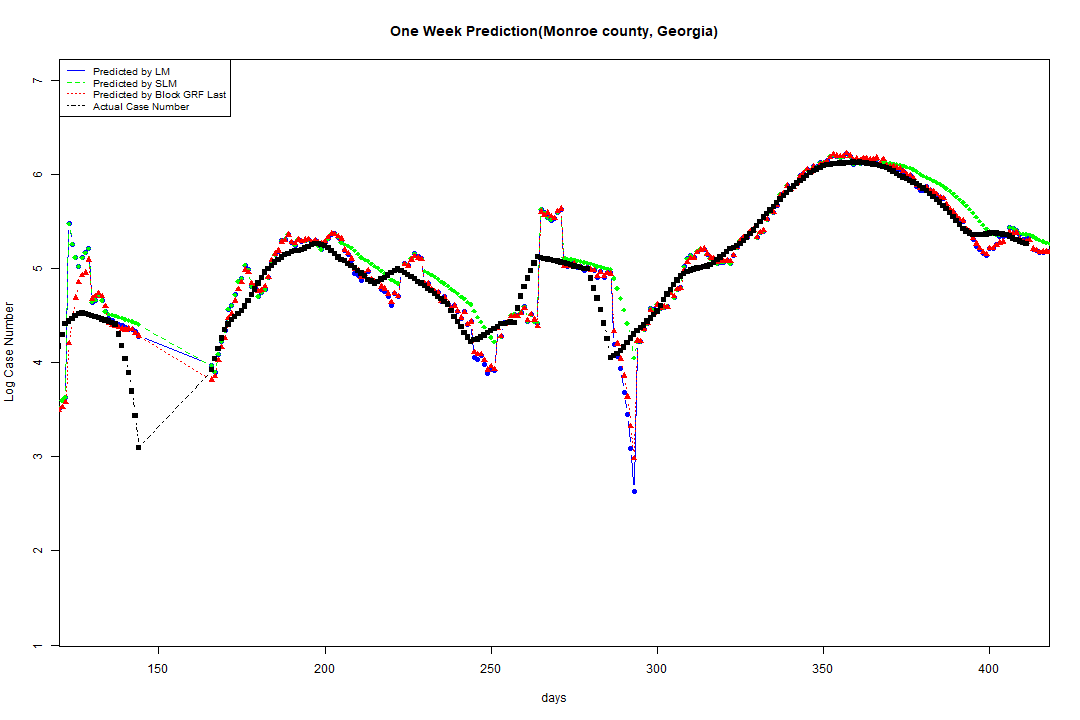 One Week Prediction(Monroe county, Georgia)
Predicted by LM
Predicted by SLM
Predicted by Block GRF Last
Actual Case Number
7
6
5
4
3
2
1
Log Case Number
150 200 250 300 350 400
days